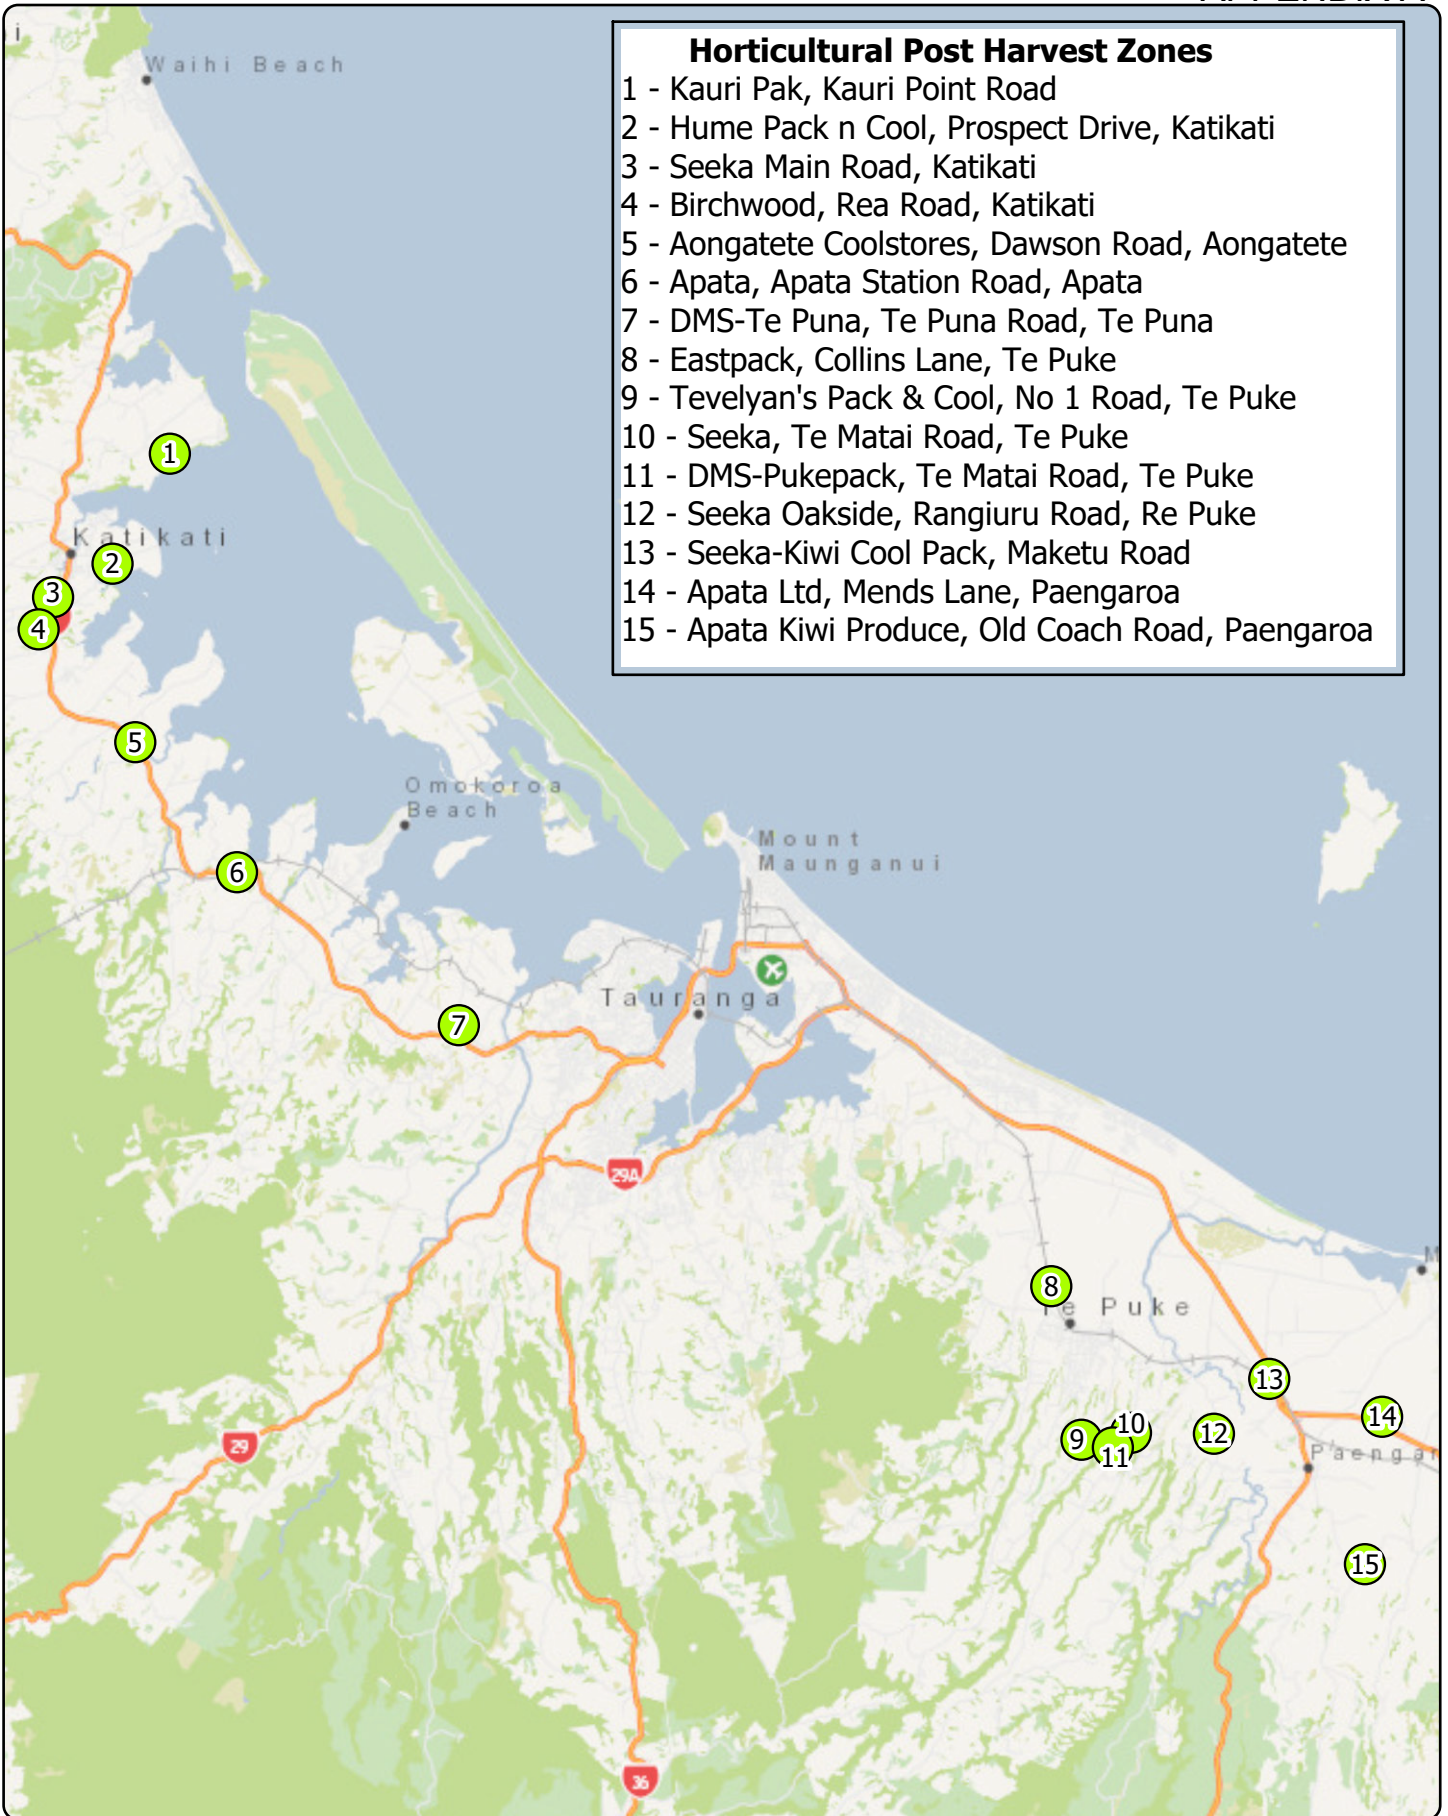 Horticultural Post Harvest Zones
1 - Kauri Pak, Kauri Point Road
2 - Hume Pack n Cool, Prospect Drive, Katikati
3 - Seeka Main Road, Katikati
4 - Birchwood, Rea Road, Katikati
5 - Aongatete Coolstores, Dawson Road, Aongatete
6 - Apata, Apata Station Road, Apata
7 - DMS-Te Puna, Te Puna Road, Te Puna
8 - Eastpack, Collins Lane, Te Puke
9 - Tevelyan's Pack & Cool, No 1 Road, Te Puke
10 - Seeka, Te Matai Road, Te Puke
11 - DMS-Pukepack, Te Matai Road, Te Puke
12 - Seeka Oakside, Rangiuru Road, Re Puke
13 - Seeka-Kiwi Cool Pack, Maketu Road
14 - Apata Ltd, Mends Lane, Paengaroa
15 - Apata Kiwi Produce, Old Coach Road, Paengaroa
i
Waihi Beach
1
Katikati
2
3
4
5
Omokoroa
Beach
Mount
Maunganui
6
Tauranga
7
29A
M
8
Te Puke
13
14
10
9
12
11
29
Paengar
15
36